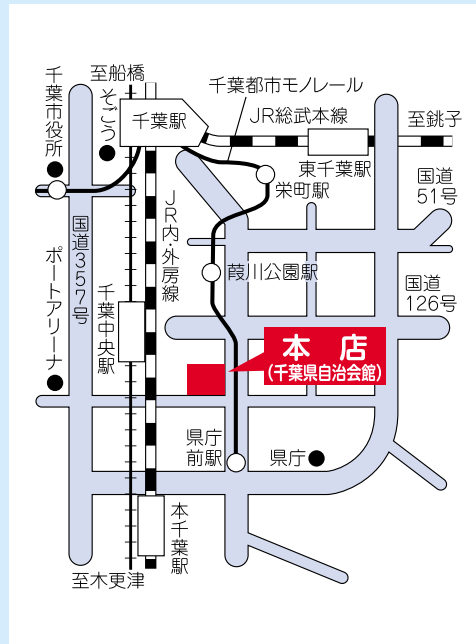 至船橋
千葉市役所
そごう
千葉駅
千葉都市モノレール
JR総武本線
至銚子
東千葉駅
栄町駅
国道
51号
JR内・外房線
国道357号
葭川公園駅
ポートアリーナ
千葉中央駅
国道
126号
本店
(千葉県自治会館)
県庁
前駅
県庁
本千葉駅
至木更津